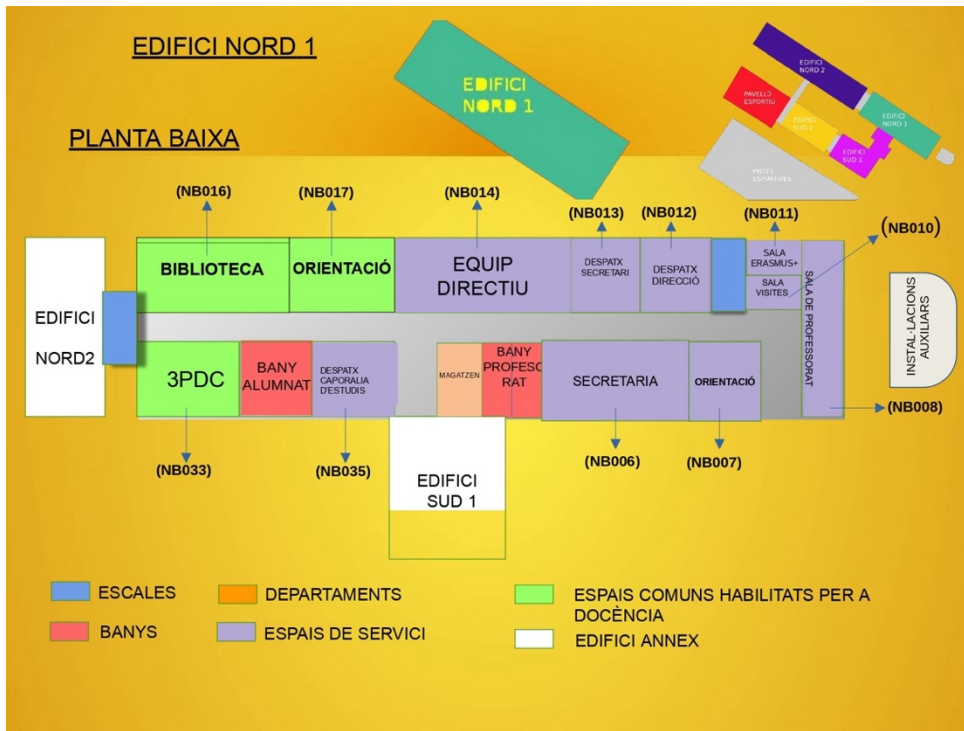 EDIFICI NORD 1
EDIFICI
NORD 1
EDIFICI
NORD 2
PAVELLÓ
ESPORTIU
EDIFICI
SUD 2
EDIFICI
NORD 1
EDIFICI
SUD 1
PISTES
ESPORTIVES
PLANTA BAIXA
(NB016)
(NB017)
(NB014)
(NB013)
(NB012)
(NB011)
(NB010)
BIBLIOTECA
ORIENTACIÓ
EQUIP
DIRECTIU
DESPATX
SECRETARI
DESPATX
DIRECCIÓ
SALA
ERASMUS+
SALA
VISITES
SALA DE PROFESSORAT
INSTAL·LACIONS
AUXILIARS
EDIFICI
NORD2
3PDC
BANY
ALUMNAT
DESPATX
CAPORALIA
D'ESTUDIS
MAGATZEN
BANY
PROFESC
RAT
SECRETARIA
ORIENTACIÓ
(NB008)
(NB033)
(NB035)
(NB006)
(NB007)
EDIFICI
SUD 1
ESCALES
DEPARTAMENTS
ESPAIS COMUNS HABILITATS PER A
DOCÈNCIA
BANYS
ESPAIS DE SERVICI
EDIFICI ANNEX